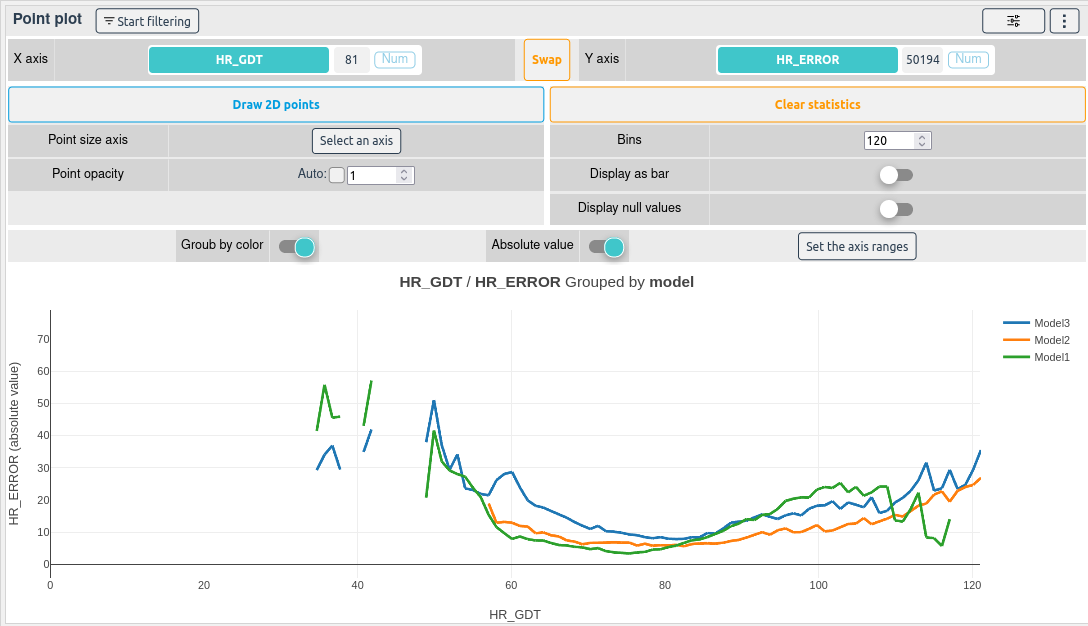 Point plot Start filtering
X axis HR_GDT 81 Num Swap Y axis HR_ERROR 50194 Num
Draw 2D points Clear statistics
Point size axis Select an axis Bins 120
Point opacity Auto: 1 Display as bar
Display null values
Groub by color Absolute value Set the axis ranges
HR_GDT / HR_ERROR Grouped by model
HR_ERROR (absolute value)
70
60
50
40
30
20
10
0
0 20 40 60 80 100 120
HR_GDT
Model3
Model2
Model1